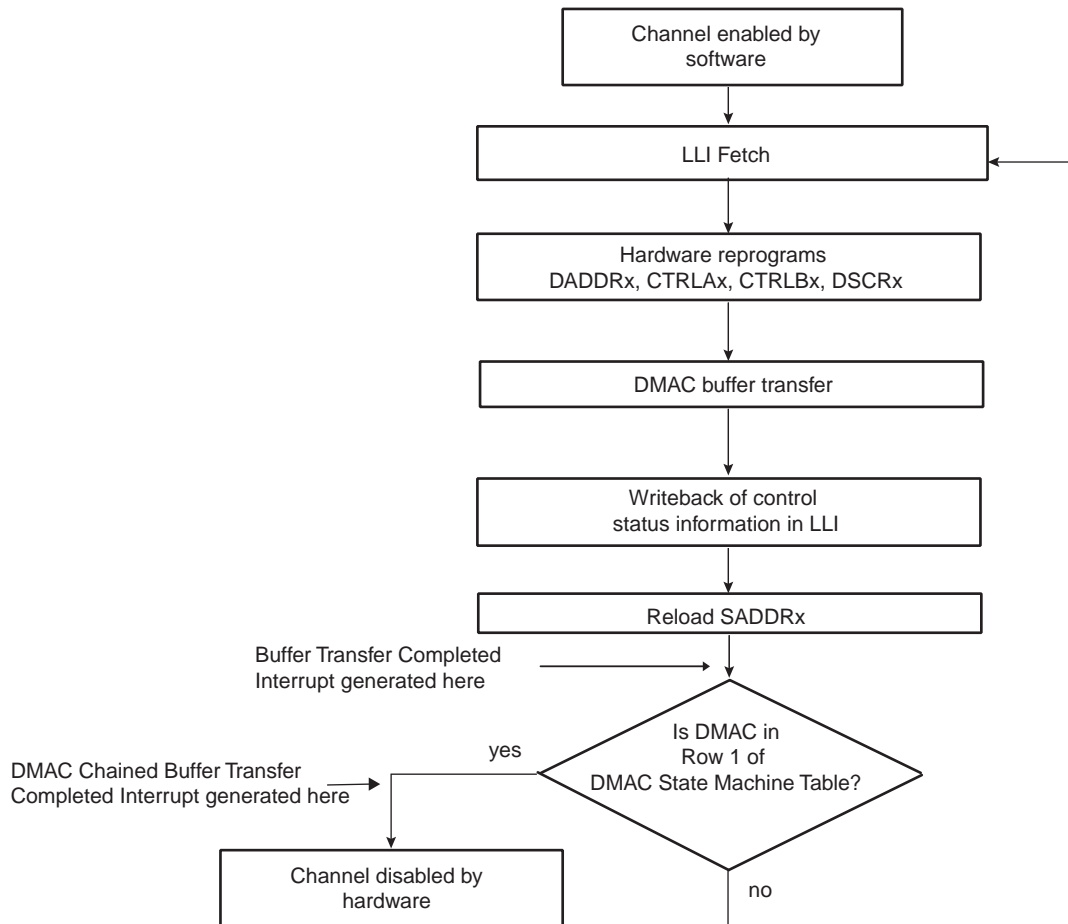 Channel enabled by
software
LLI Fetch
Hardware reprograms
DADDRx, CTRLAx, CTRLBx, DSCRx
DMAC buffer transfer
Writeback of control
status information in LLI
Reload SADDRx
Buffer Transfer Completed
Interrupt generated here
Is DMAC in
Row 1 of
DMAC State Machine Table?
yes
DMAC Chained Buffer Transfer
Completed Interrupt generated here
Channel disabled by
hardware
no